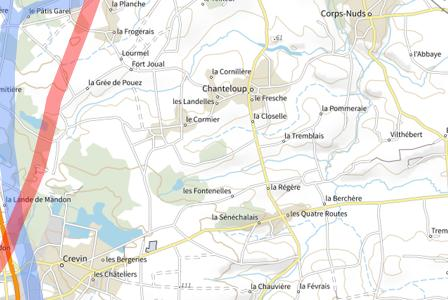 la Planche
le Pâtis Garel
Corps-Nuds
la Frogerais
Lourmel
Fort Joual
.61
l'Abbaye
la Cornillère
la Grée de Pouez
Chanteloup
les Landelles
le Fresche
la Pommeraie
le Cormier
la Closelle
la Tremblais
Vilthébert
les Fontenelles
la Régère
la Lande de Mandon
la Berchère
la Sénéchalais
les Quatre Routes
Crevin
les Bergeries
les Châteliers
.111
la Chauvière
la Févrais